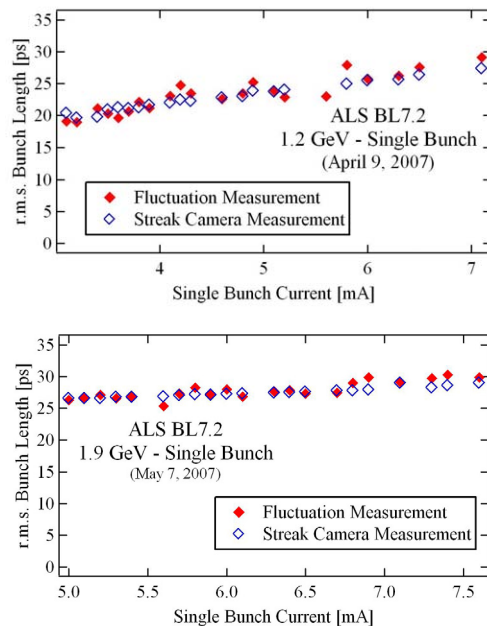 35
30
25
20
15
10
5
0
r.m.s. Bunch Length [ps]
ALS BL7.2
1.2 GeV - Single Bunch
(April 9, 2007)
Fluctuation Measurement
Streak Camera Measurement
4 5 6 7
Single Bunch Current [mA]
35
30
25
20
15
10
5
0
r.m.s. Bunch Length [ps]
ALS BL7.2
1.9 GeV - Single Bunch
(May 7, 2007)
Fluctuation Measurement
Streak Camera Measurement
5.0 5.5 6.0 6.5 7.0 7.5
Single Bunch Current [mA]